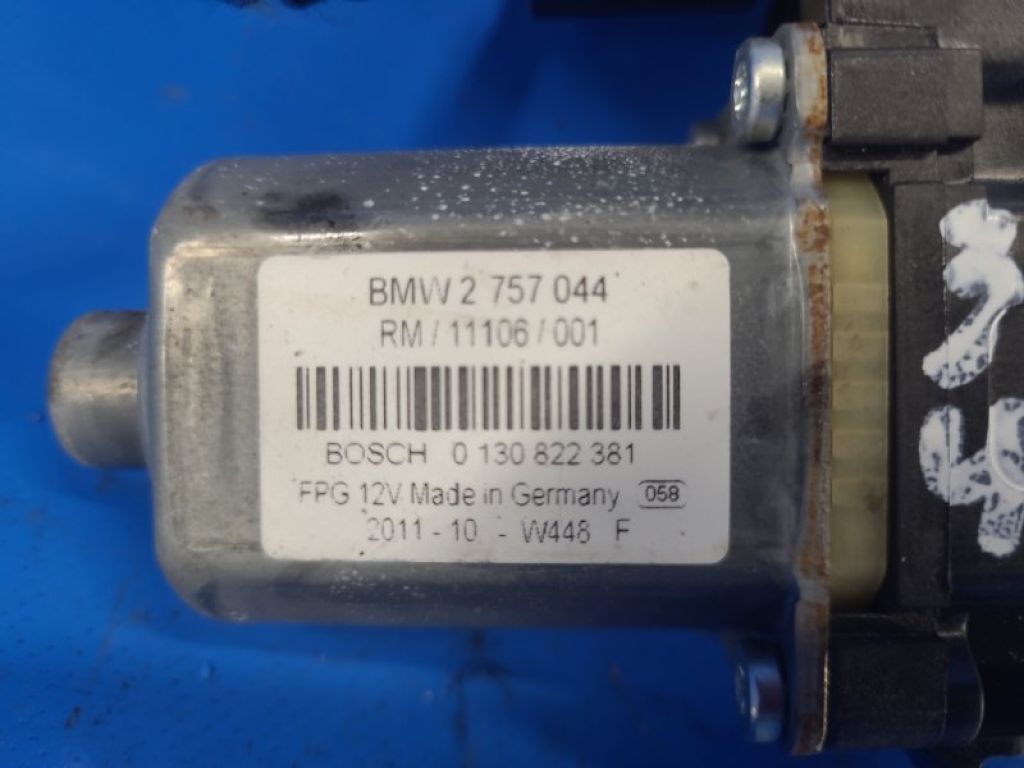 BMW 2 757 044
RM / 11106 / 001
BOSCH 0 130 822 381
FPG 12V Made in Germany 058
2011 - 10 - W448 F